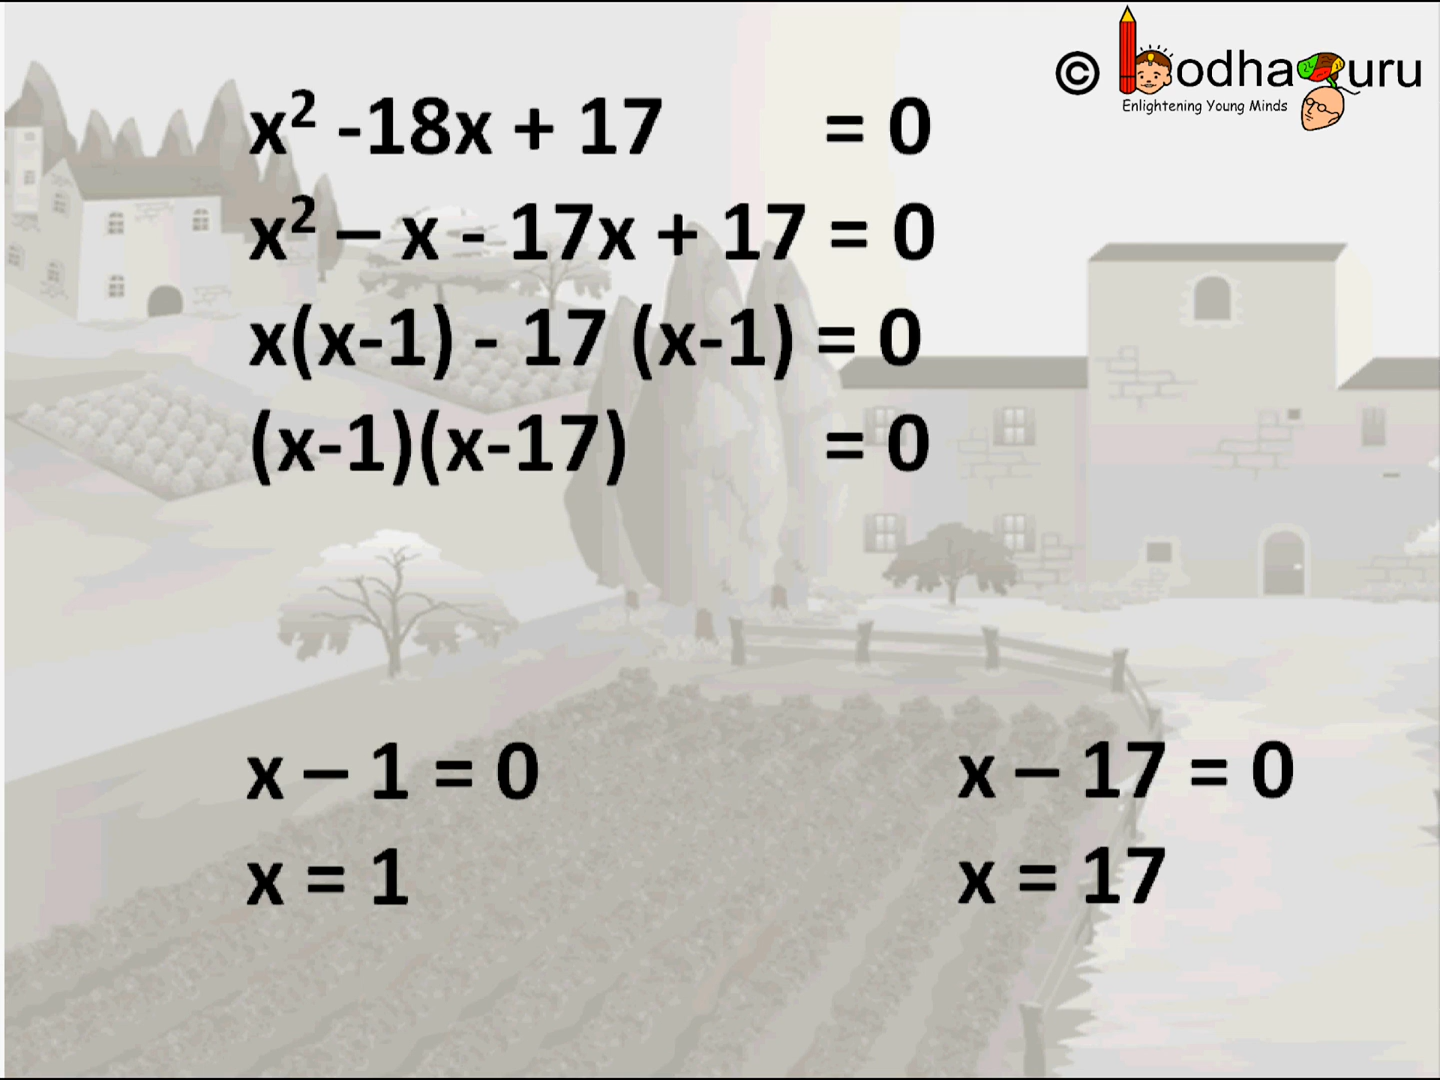 © bodhaguru
Enlightening Young Minds
x² -18x + 17 = 0
x² – x - 17x + 17 = 0
x(x-1) - 17 (x-1) = 0
(x-1)(x-17) = 0
x – 1 = 0
x = 1
x – 17 = 0
x = 17